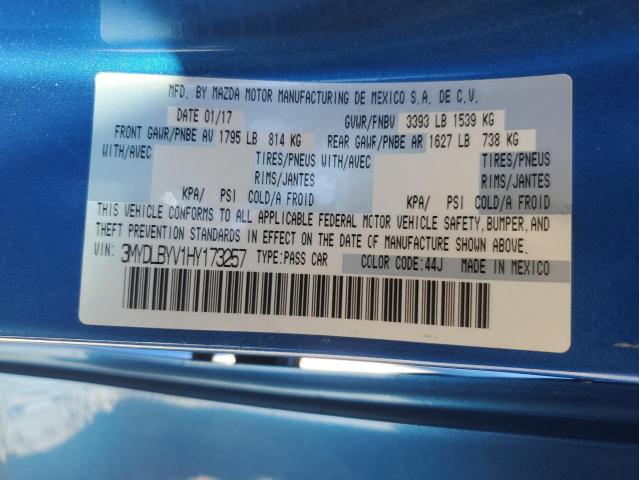 MFD. BY MAZDA MOTOR MANUFACTURING DE MEXICO S.A. DE C.V.
DATE 01/17 GVWR/PNBV 3393 LB 1539 KG
FRONT GAWR/PNBE AV 1795 LB 814 KG REAR GAWR/PNBE AR 1627 LB 738 KG
WITH/AVEC TIRES/PNEUS WITH/AVEC TIRES/PNEUS
RIMS/JANTES RIMS/JANTES
KPA/ PSI COLD/A FROID KPA/ PSI COLD/A FROID
THIS VEHICLE CONFORMS TO ALL APPLICABLE FEDERAL MOTOR VEHICLE SAFETY, BUMPER, AND
THEFT PREVENTION STANDARDS IN EFFECT ON THE DATE OF MANUFACTURE SHOWN ABOVE.
VIN: 3MYDLBYV1HY173257 TYPE:PASS CAR COLOR CODE:44J MADE IN MEXICO